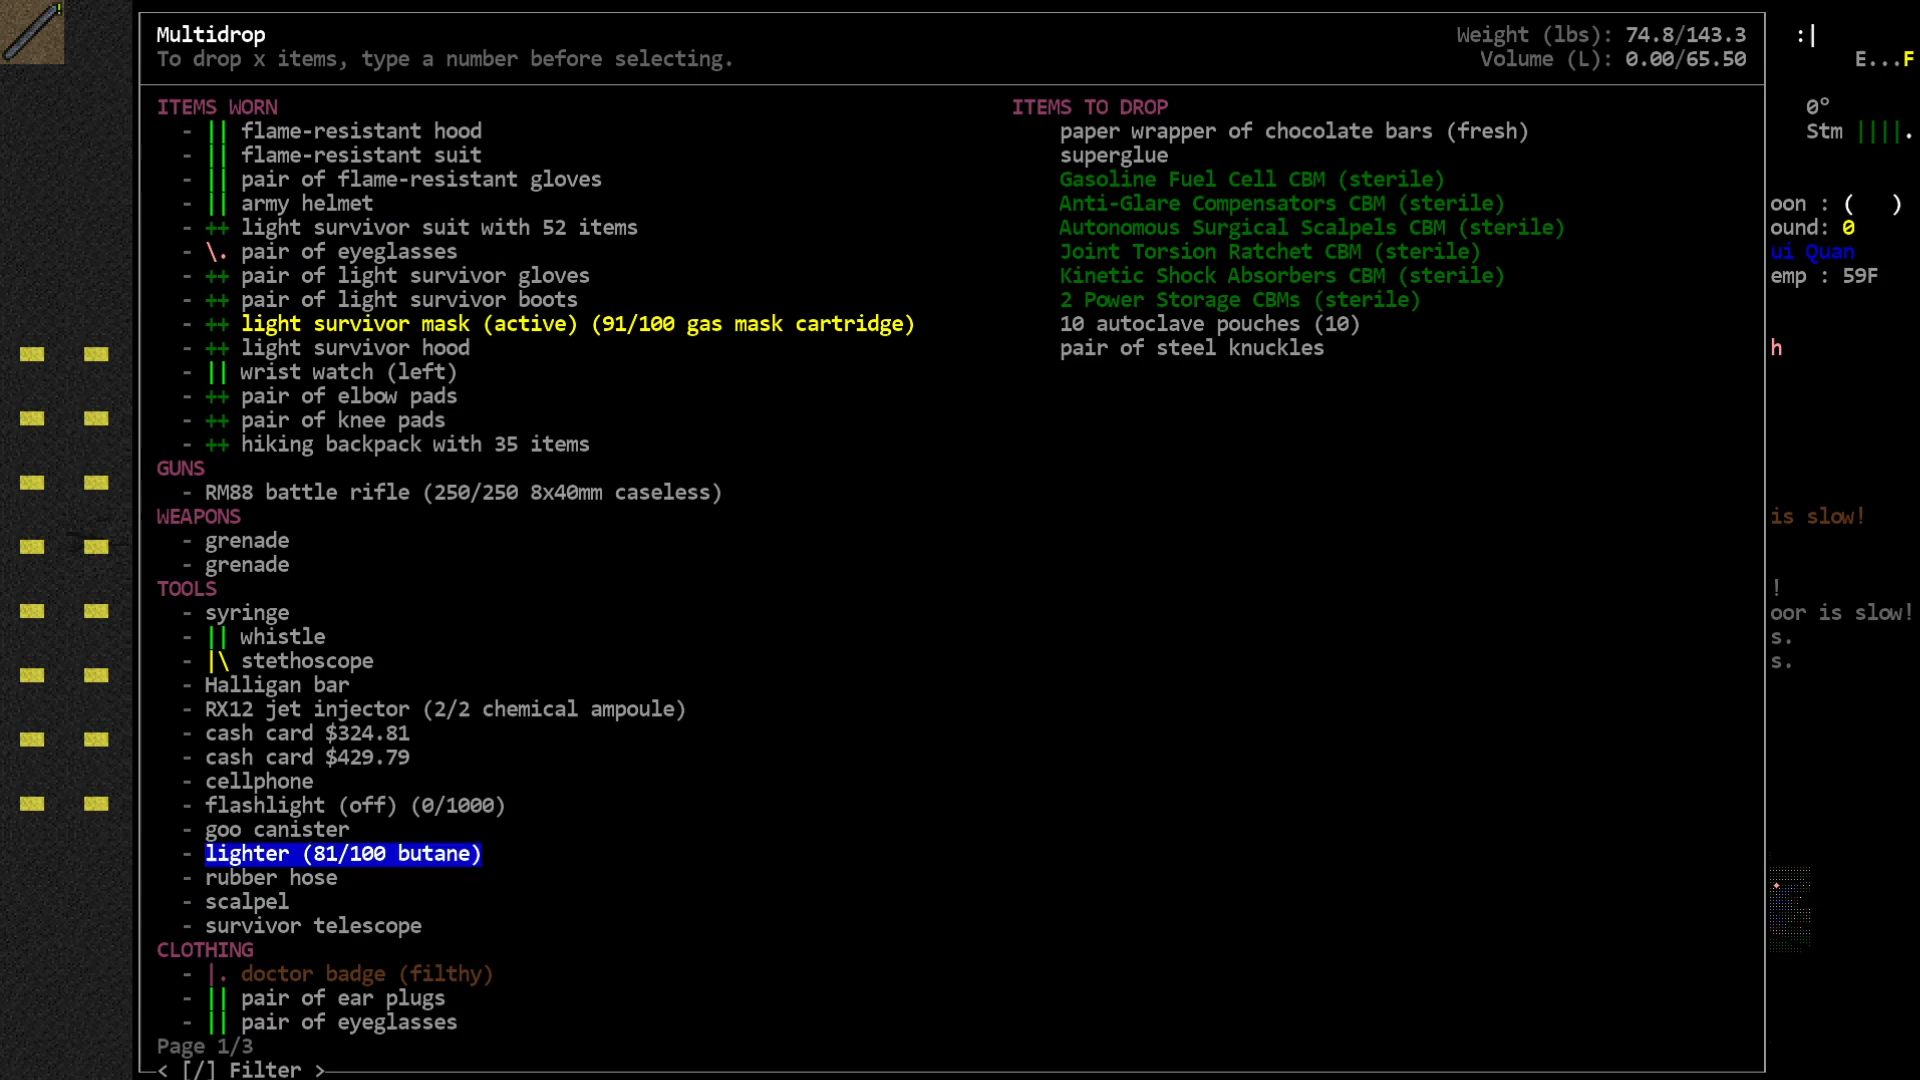 Multidrop
To drop x items, type a number before selecting.
Weight (lbs): 74.8/143.3
Volume (L): 0.00/65.50
ITEMS WORN
- || flame-resistant hood
- || flame-resistant suit
- || pair of flame-resistant gloves
- || army helmet
- ++ light survivor suit with 52 items
- \. pair of eyeglasses
- ++ pair of light survivor gloves
- ++ pair of light survivor boots
- ++ light survivor mask (active) (91/100 gas mask cartridge)
- ++ light survivor hood
- || wrist watch (left)
- ++ pair of elbow pads
- ++ pair of knee pads
- ++ hiking backpack with 35 items
GUNS
- RM88 battle rifle (250/250 8x40mm caseless)
WEAPONS
- grenade
- grenade
TOOLS
- syringe
- || whistle
- |\ stethoscope
- Halligan bar
- RX12 jet injector (2/2 chemical ampoule)
- cash card $324.81
- cash card $429.79
- cellphone
- flashlight (off) (0/1000)
- goo canister
- lighter (81/100 butane)
- rubber hose
- scalpel
- survivor telescope
CLOTHING
- |. doctor badge (filthy)
- || pair of ear plugs
- || pair of eyeglasses
Page 1/3
< [/] Filter >
ITEMS TO DROP
paper wrapper of chocolate bars (fresh)
superglue
Gasoline Fuel Cell CBM (sterile)
Anti-Glare Compensators CBM (sterile)
Autonomous Surgical Scalpels CBM (sterile)
Joint Torsion Ratchet CBM (sterile)
Kinetic Shock Absorbers CBM (sterile)
2 Power Storage CBMs (sterile)
10 autoclave pouches (10)
pair of steel knuckles
:|
E...F
0°
Stm ||||.
oon : (   )
ound: 0
ui Quan
emp : 59F
h
is slow!
!
oor is slow!
s.
s.